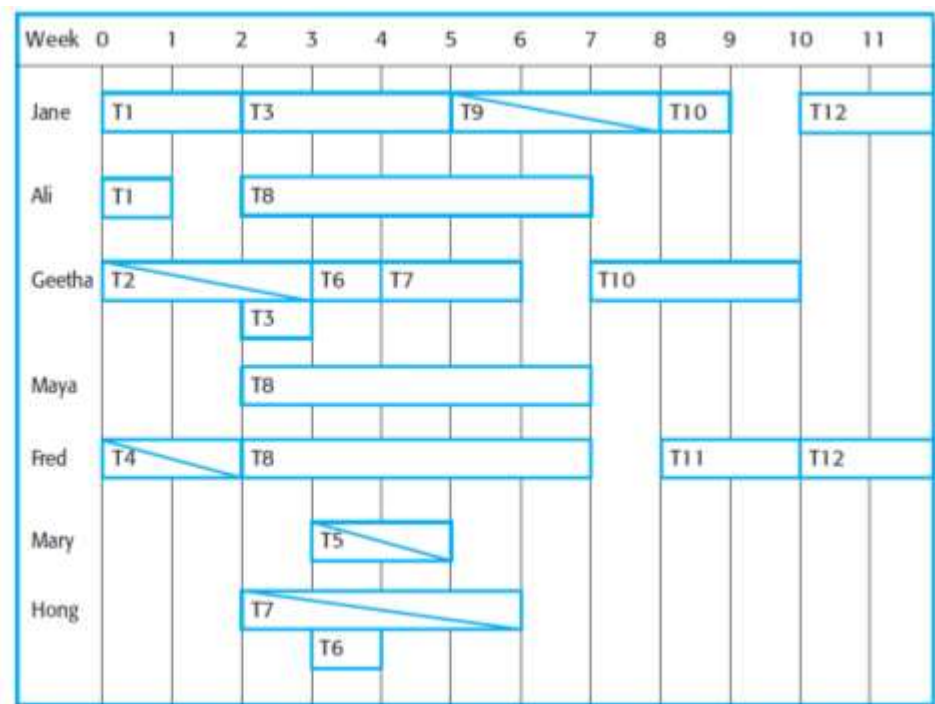 Week 0 1 2 3 4 5 6 7 8 9 10 11
Jane T1 T3 T9 T10 T12
Ali T1 T8
Geetha T2 T6 T7 T10
T3
Maya T8
Fred T4 T8 T11 T12
Mary T5
Hong T7
T6